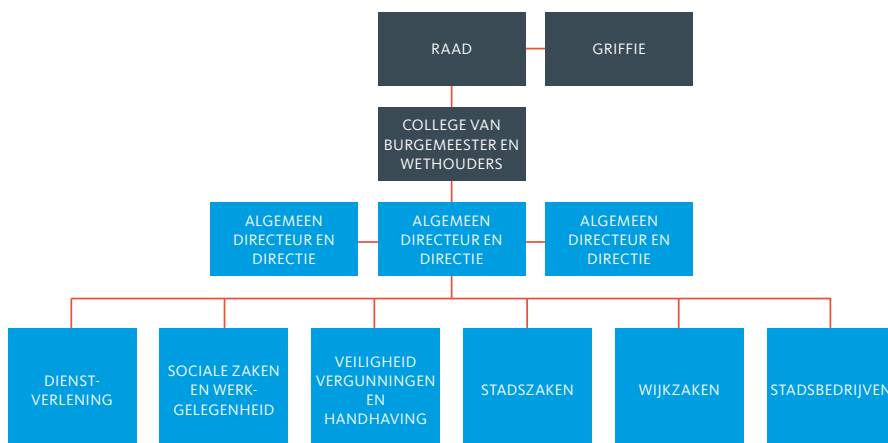 RAAD
GRIFFIE
COLLEGE VAN
BURGEMEESTER EN
WETHOUDERS
ALGEMEEN
DIRECTEUR EN
DIRECTIE
ALGEMEEN
DIRECTEUR EN
DIRECTIE
ALGEMEEN
DIRECTEUR EN
DIRECTIE
DIENST-
VERLENING
SOCIALE ZAKEN
EN WERK-
GELEGENHEID
VEILIGHEID
VERGUNNINGEN
EN
HANDHAVING
STADSZAKEN
WIJKZAKEN
STADSBEDRIJVEN